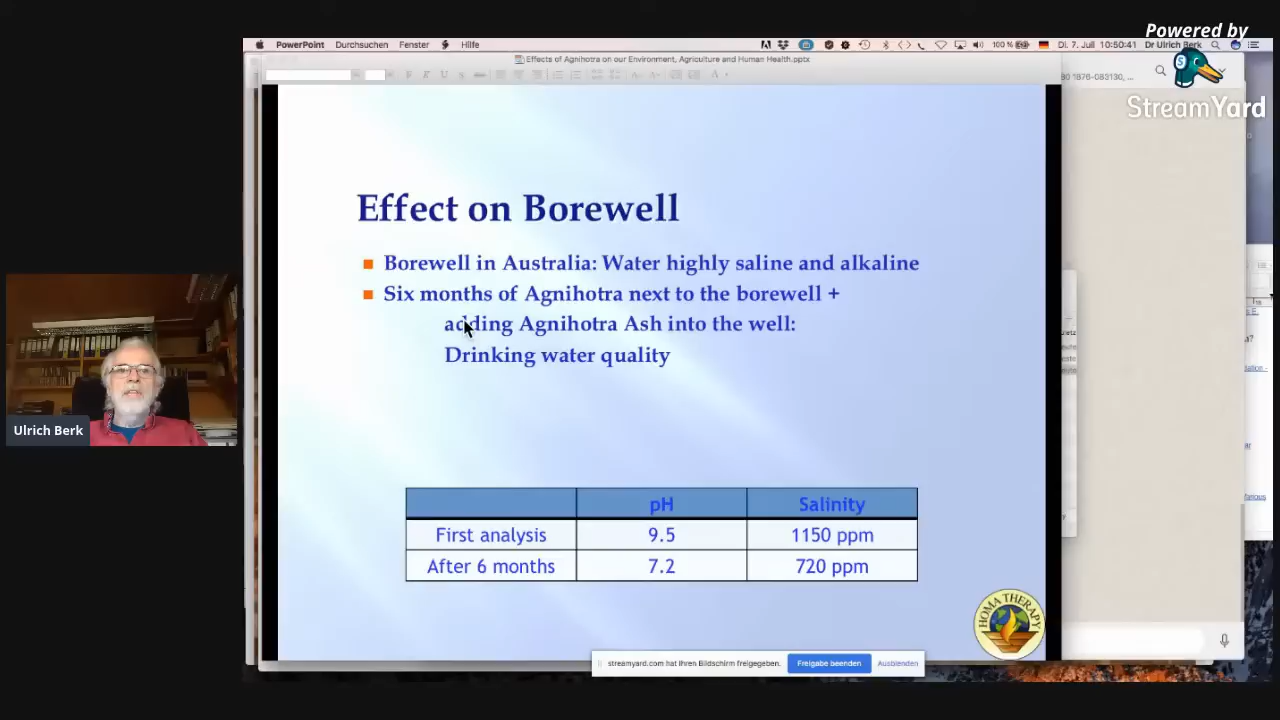 Powered by
StreamYard
PowerPoint Durchsuchen Fenster Hilfe
100 % Di. 7. Juli 10:50:41 Dr Ulrich Berk
Effects of Agnihotra on our Environment, Agriculture and Human Health.pptx
80 1876-083130, ...
Effect on Borewell
Borewell in Australia: Water highly saline and alkaline
Six months of Agnihotra next to the borewell +
adding Agnihotra Ash into the well:
Drinking water quality
Ulrich Berk
pH Salinity
First analysis 9.5 1150 ppm
After 6 months 7.2 720 ppm
HOMA THERAPY
streamyard.com hat Ihren Bildschirm freigegeben. Freigabe beenden Ausblenden